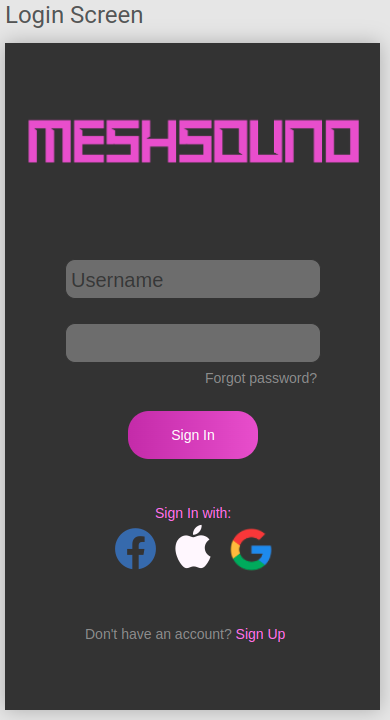 Login Screen
MESHSOUND
Username
Forgot password?
Sign In
Sign In with:
Don't have an account? Sign Up